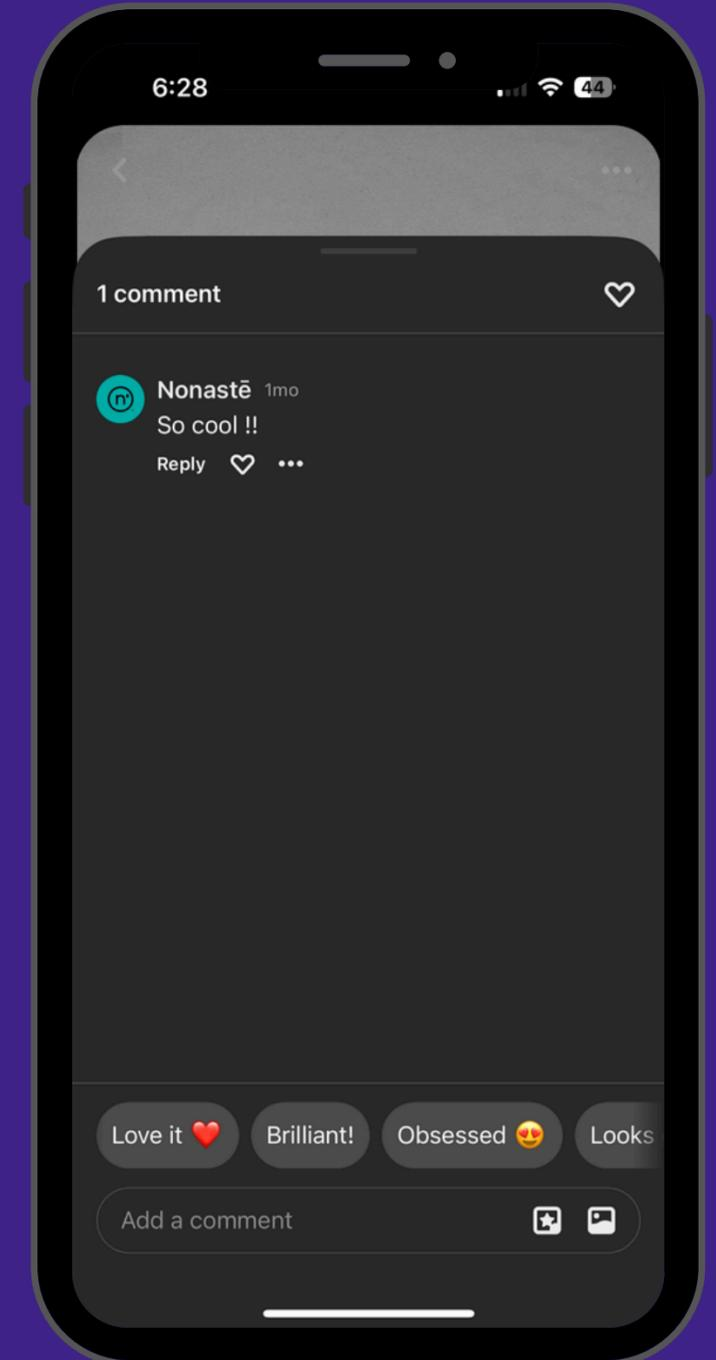 6:28
44
1 comment
Nonastē 1mo
n
So cool !!
Reply
Love it ❤️ Brilliant! Obsessed 😍 Looks
Add a comment